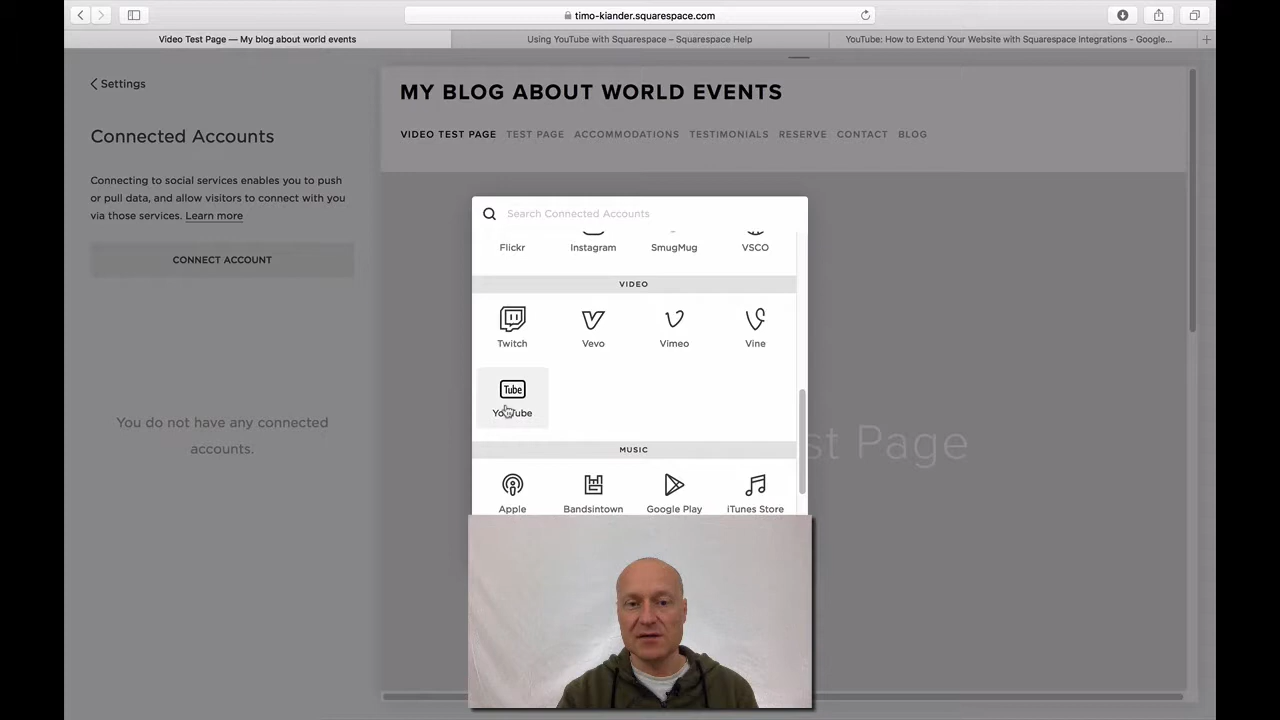 timo-kiander.squarespace.com
Video Test Page — My blog about world events
Using YouTube with Squarespace – Squarespace Help
YouTube: How to Extend Your Website with Squarespace Integrations - Google...
Settings
Connected Accounts
Connecting to social services enables you to push
or pull data, and allow visitors to connect with you
via those services. Learn more
CONNECT ACCOUNT
You do not have any connected
accounts.
MY BLOG ABOUT WORLD EVENTS
VIDEO TEST PAGE TEST PAGE ACCOMMODATIONS TESTIMONIALS RESERVE CONTACT BLOG
Search Connected Accounts
Flickr Instagram SmugMug VSCO
VIDEO
Twitch Vevo Vimeo Vine
Tube
YouTube
MUSIC
Apple Bandsintown Google Play iTunes Store
st Page